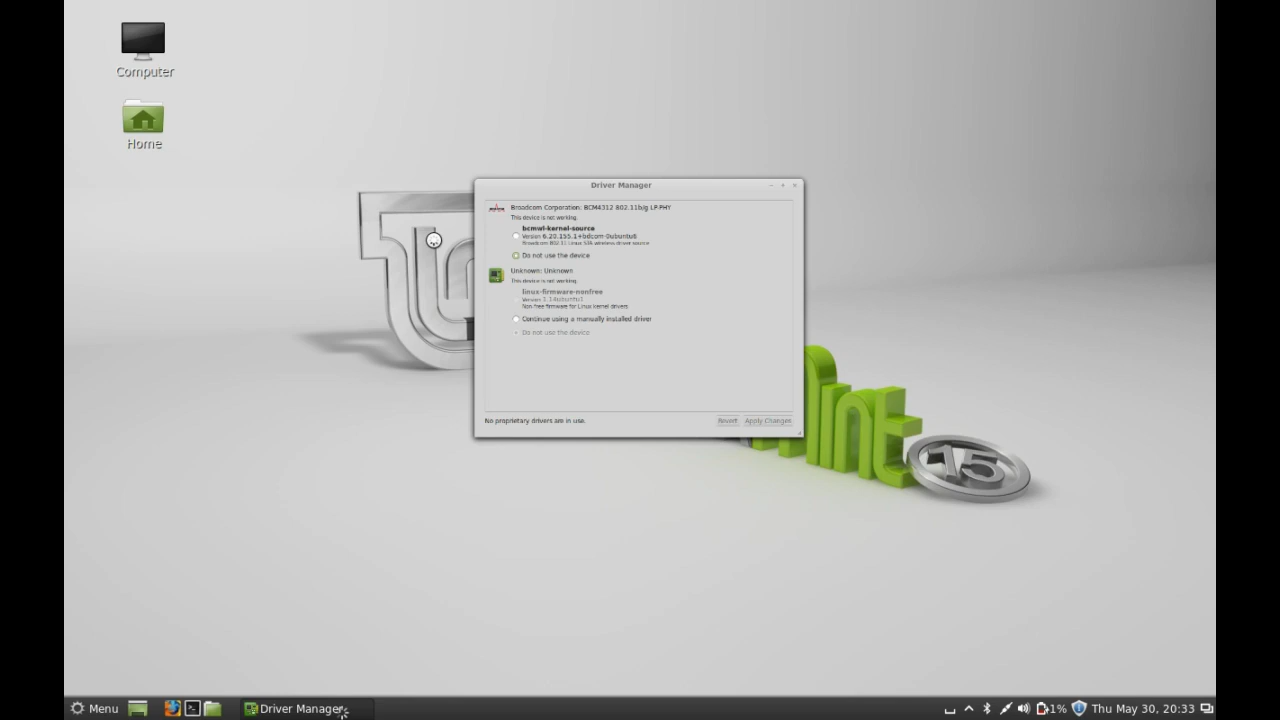 Computer
Home
Driver Manager
Broadcom Corporation: BCM4312 802.11b/g LP-PHY
This device is not working.
bcmwl-kernel-source
Version 6.20.155.1+bdcom-0ubuntu6
Broadcom 802.11 Linux STA wireless driver source
Do not use the device
Unknown: Unknown
This device is not working.
linux-firmware-nonfree
Version 1.14ubuntu1
Non-free firmware for Linux kernel drivers
Continue using a manually installed driver
Do not use the device
No proprietary drivers are in use.
Revert
Apply Changes
15
Menu
Driver Manager
1%
Thu May 30, 20:33